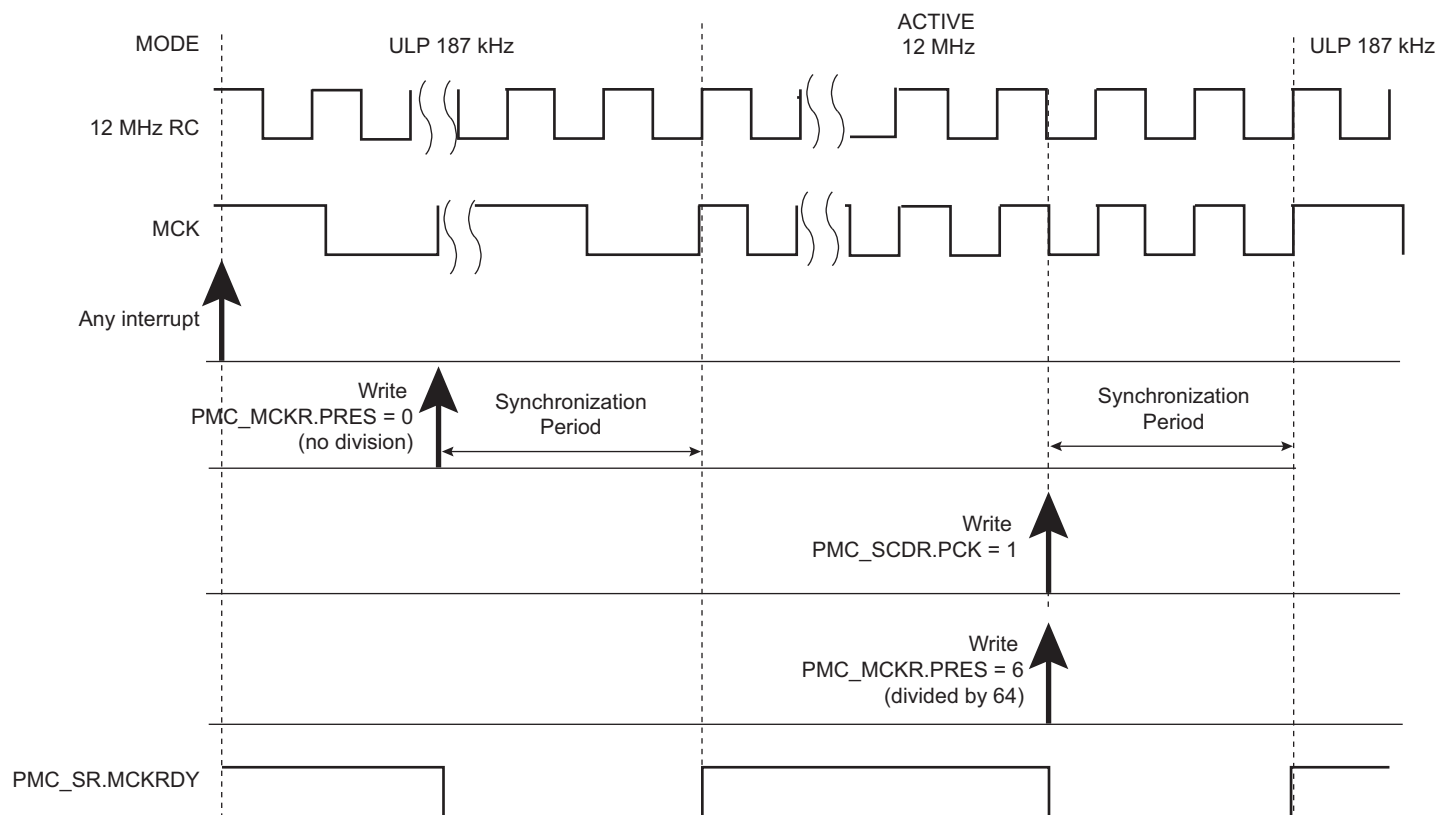 MODE
ULP 187 kHz
ACTIVE
12 MHz
ULP 187 kHz
12 MHz RC
MCK
Any interrupt
Write
PMC_MCKR.PRES = 0
(no division)
Synchronization
Period
Synchronization
Period
Write
PMC_SCDR.PCK = 1
Write
PMC_MCKR.PRES = 6
(divided by 64)
PMC_SR.MCKRDY